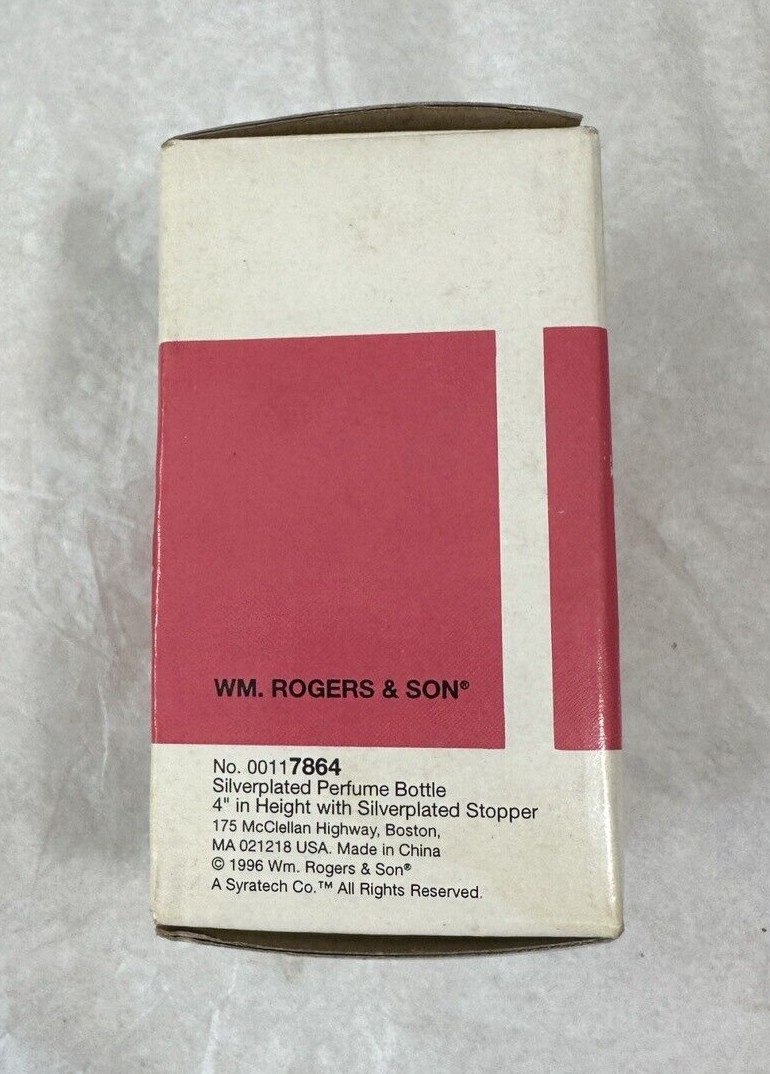 WM. ROGERS & SON®
No. 00117864
Silverplated Perfume Bottle
4" in Height with Silverplated Stopper
175 McClellan Highway, Boston,
MA 021218 USA. Made in China
© 1996 Wm. Rogers & Son®
A Syratech Co.™ All Rights Reserved.